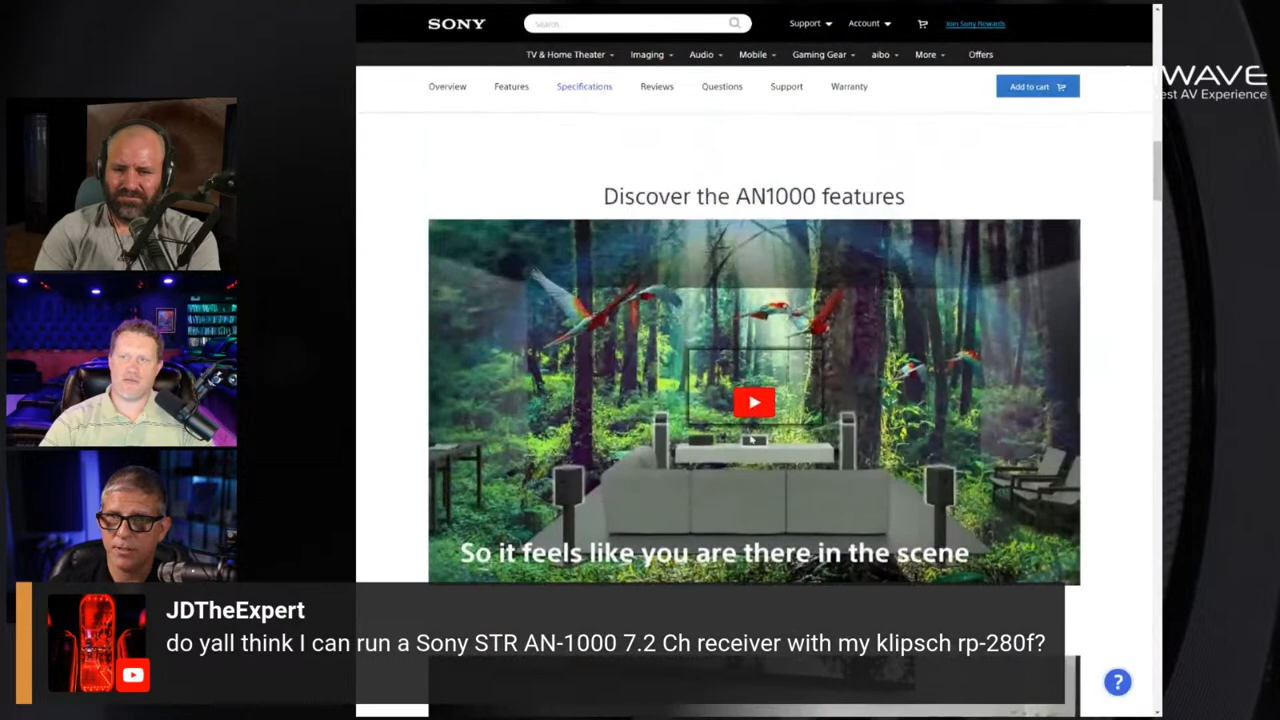 SONY
Search
Support
Account
Join Sony Rewards
WAVE
est AV Experience
TV & Home Theater
Imaging
Audio
Mobile
Gaming Gear
aibo
More
Offers
Overview
Features
Specifications
Reviews
Questions
Support
Warranty
Add to cart
Discover the AN1000 features
So it feels like you are there in the scene
JDTheExpert
do yall think I can run a Sony STR AN-1000 7.2 Ch receiver with my klipsch rp-280f?
?